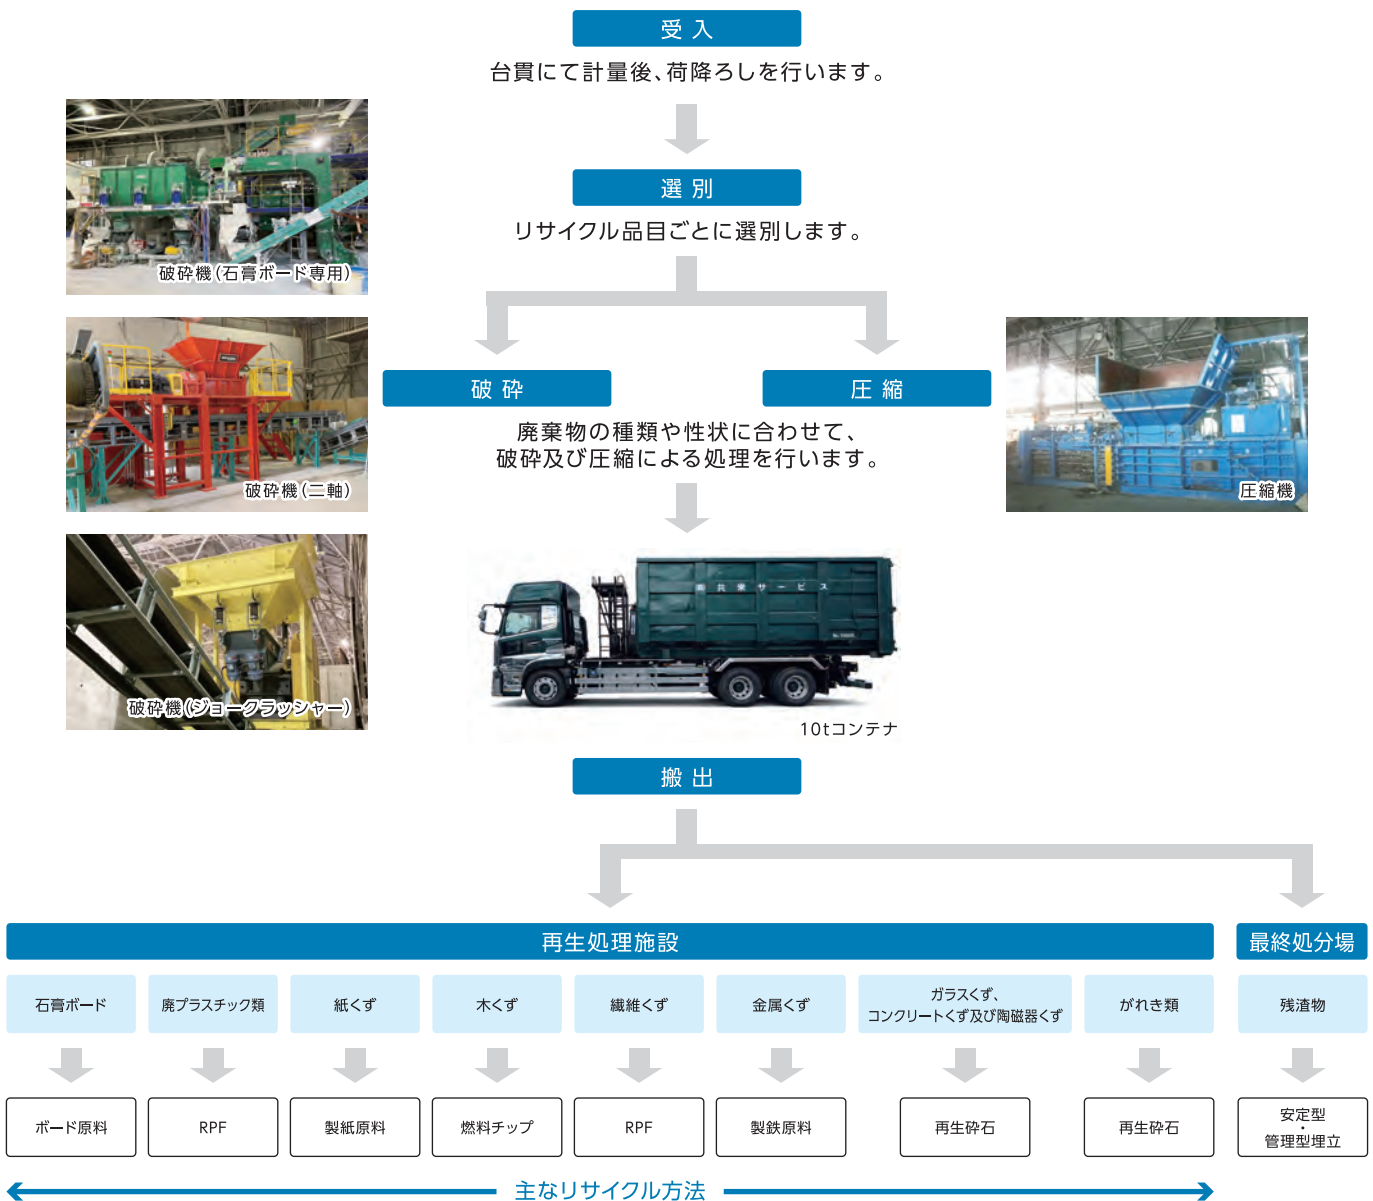 受入
台貫にて計量後、荷降ろしを行います。
選別
リサイクル品目ごとに選別します。
破砕機(石膏ボード専用)
破砕機(二軸)
破砕機(ジョークラッシャー)
破砕
圧縮
廃棄物の種類や性状に合わせて、
破砕及び圧縮による処理を行います。
圧縮機
共栄サービス
10tコンテナ
搬出
再生処理施設
最終処分場
石膏ボード
廃プラスチック類
紙くず
木くず
繊維くず
金属くず
ガラスくず、
コンクリートくず及び陶磁器くず
がれき類
残渣物
ボード原料
RPF
製紙原料
燃料チップ
RPF
製鉄原料
再生砕石
再生砕石
安定型
・
管理型埋立
主なリサイクル方法